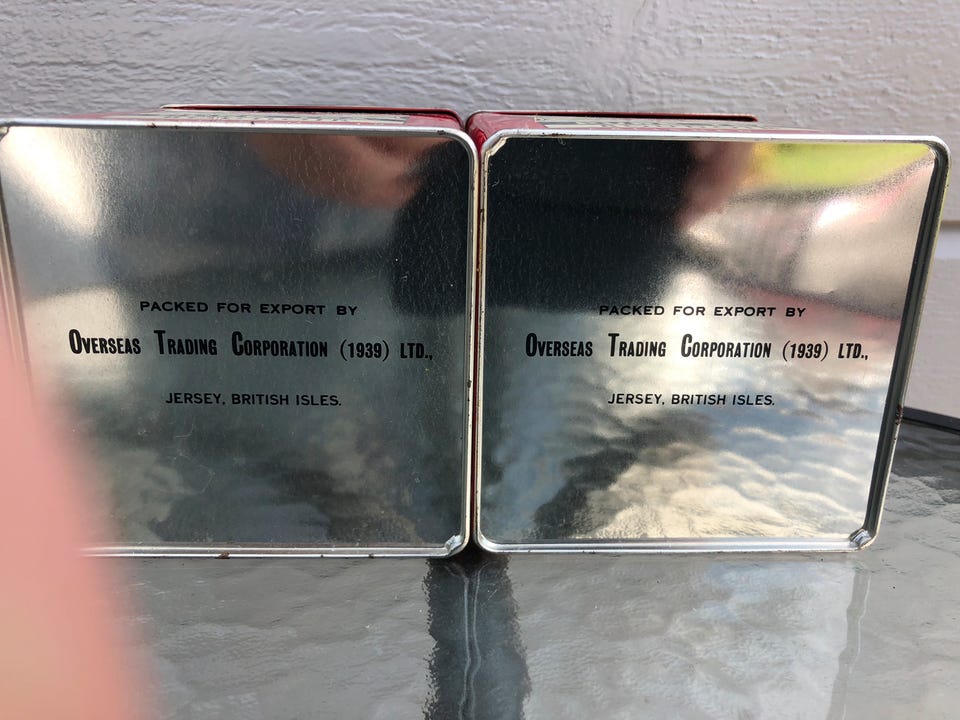 PACKED FOR EXPORT BY
OVERSEAS TRADING CORPORATION (1939) LTD.,
JERSEY, BRITISH ISLES.
PACKED FOR EXPORT BY
OVERSEAS TRADING CORPORATION (1939) LTD.,
JERSEY, BRITISH ISLES.